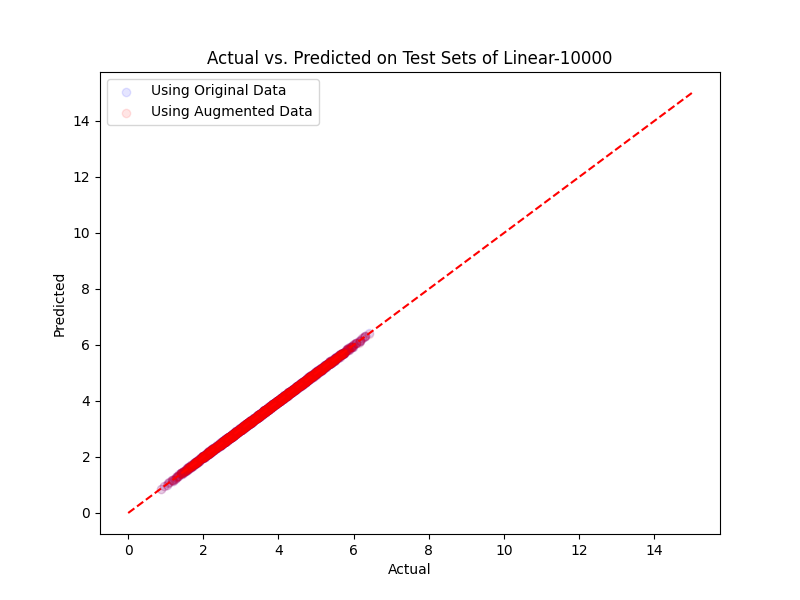 Actual vs. Predicted on Test Sets of Linear-10000
Using Original Data
Using Augmented Data
14
12
10
8
6
4
2
0
Predicted
0 2 4 6 8 10 12 14
Actual